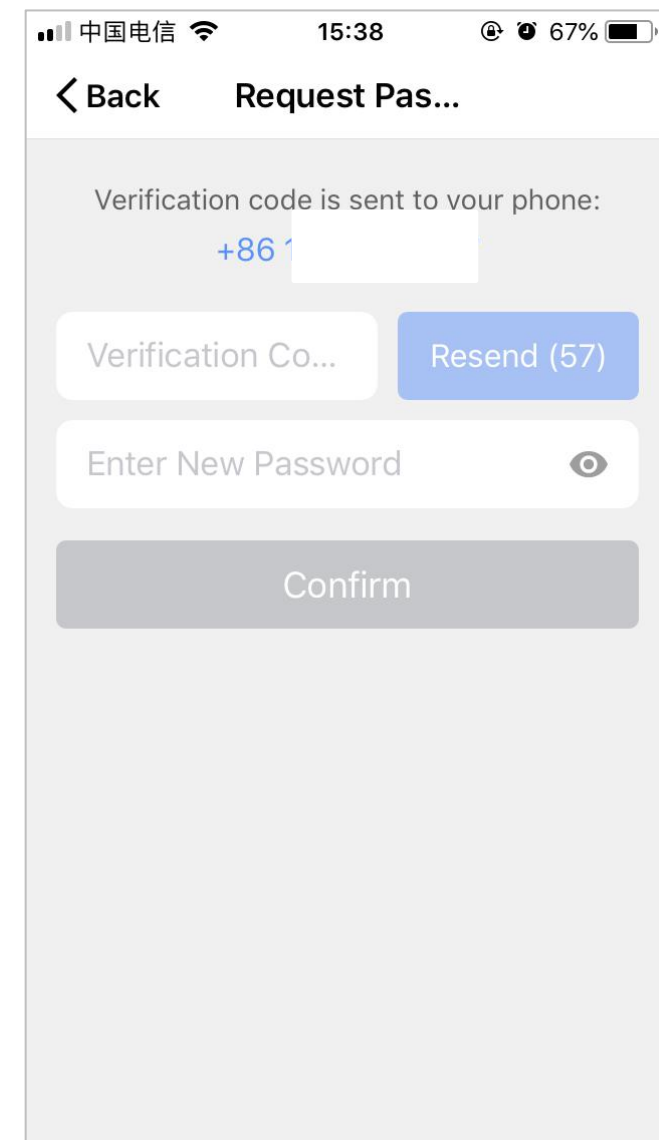 中国电信 15:38 67%
Back Request Pas...
Verification code is sent to your phone:
+86 1
Verification Co... Resend (57)
Enter New Password
Confirm